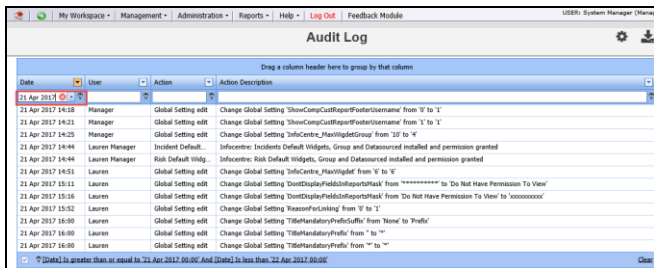 My Workspace Management Administration Reports Help Log Out Feedback Module USER: System Manager (Manag
Audit Log
Drag a column header here to group by that column
Date User Action Action Description
21 Apr 2017
21 Apr 2017 14:18 Manager Global Setting edit Change Global Setting 'ShowCompCustReportFooterUsername' from '0' to '1'
21 Apr 2017 14:21 Manager Global Setting edit Change Global Setting 'ShowCompCustReportFooterUsername' from '1' to '1'
21 Apr 2017 14:25 Manager Global Setting edit Change Global Setting 'InfoCentre_MaxWigdetGroup' from '10' to '4'
21 Apr 2017 14:44 Lauren Manager Incident Default... Infocentre: Incidents Default Widgets, Group and Datasourced installed and permission granted
21 Apr 2017 14:44 Lauren Manager Risk Default Widg... Infocentre: Risk Default Widgets, Group and Datasourced installed and permission granted
21 Apr 2017 14:51 Lauren Global Setting edit Change Global Setting 'InfoCentre_MaxWigdet' from '6' to '6'
21 Apr 2017 15:11 Lauren Global Setting edit Change Global Setting 'DontDisplayFieldsInReportsMask' from '**********' to 'Do Not Have Permission To View'
21 Apr 2017 15:16 Lauren Global Setting edit Change Global Setting 'DontDisplayFieldsInReportsMask' from 'Do Not Have Permission To View' to 'xxxxxxxxxx'
21 Apr 2017 15:52 Lauren Global Setting edit Change Global Setting 'ReasonForLinking' from '0' to '1'
21 Apr 2017 16:00 Lauren Global Setting edit Change Global Setting 'TitleMandatoryPrefixSuffix' from 'None' to 'Prefix'
21 Apr 2017 16:00 Lauren Global Setting edit Change Global Setting 'TitleMandatoryPrefix' from '' to '*'
21 Apr 2017 16:00 Lauren Global Setting edit Change Global Setting 'TitleMandatoryPrefix' from '*' to '*'
[Date] Is greater than or equal to '21 Apr 2017 00:00' And [Date] Is less than '22 Apr 2017 00:00' Clear